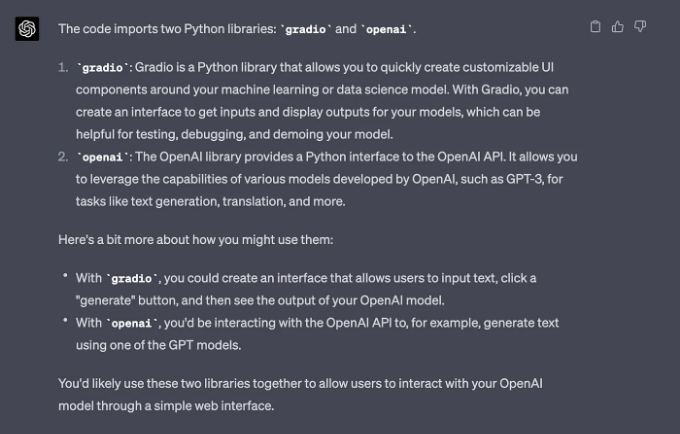 The code imports two Python libraries: `gradio` and `openai`.
1. `gradio`: Gradio is a Python library that allows you to quickly create customizable UI
components around your machine learning or data science model. With Gradio, you can
create an interface to get inputs and display outputs for your models, which can be
helpful for testing, debugging, and demoing your model.
2. `openai`: The OpenAI library provides a Python interface to the OpenAI API. It allows you
to leverage the capabilities of various models developed by OpenAI, such as GPT-3, for
tasks like text generation, translation, and more.
Here's a bit more about how you might use them:
• With `gradio`, you could create an interface that allows users to input text, click a
"generate" button, and then see the output of your OpenAI model.
• With `openai`, you'd be interacting with the OpenAI API to, for example, generate text
using one of the GPT models.
You'd likely use these two libraries together to allow users to interact with your OpenAI
model through a simple web interface.